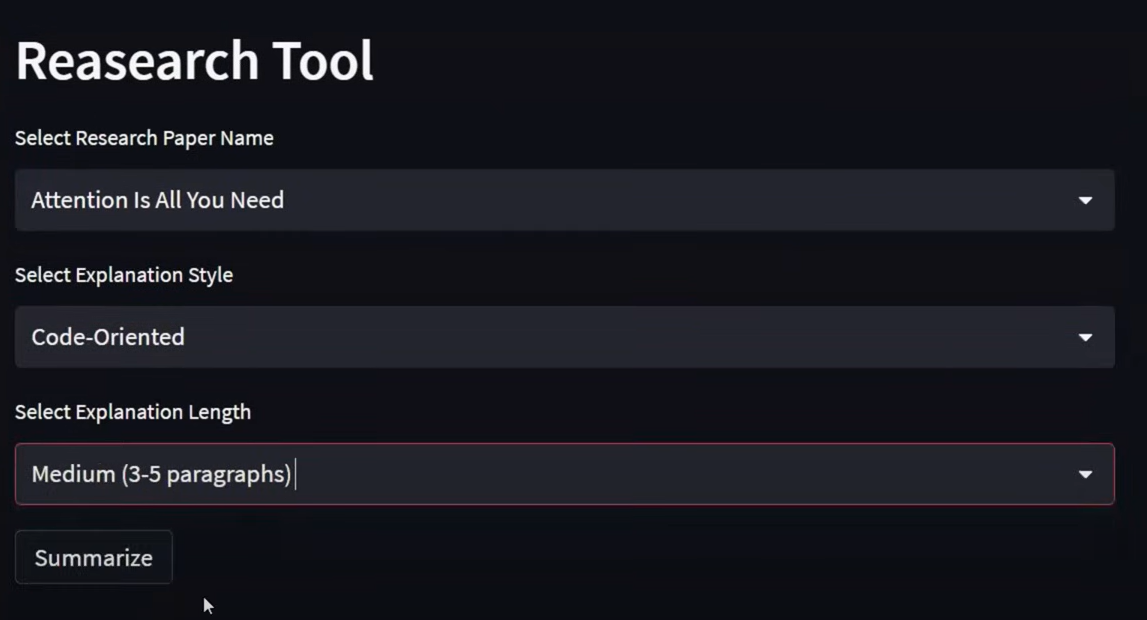 Reasearch Tool
Select Research Paper Name
Attention Is All You Need
Select Explanation Style
Code-Oriented
Select Explanation Length
Medium (3-5 paragraphs)
Summarize